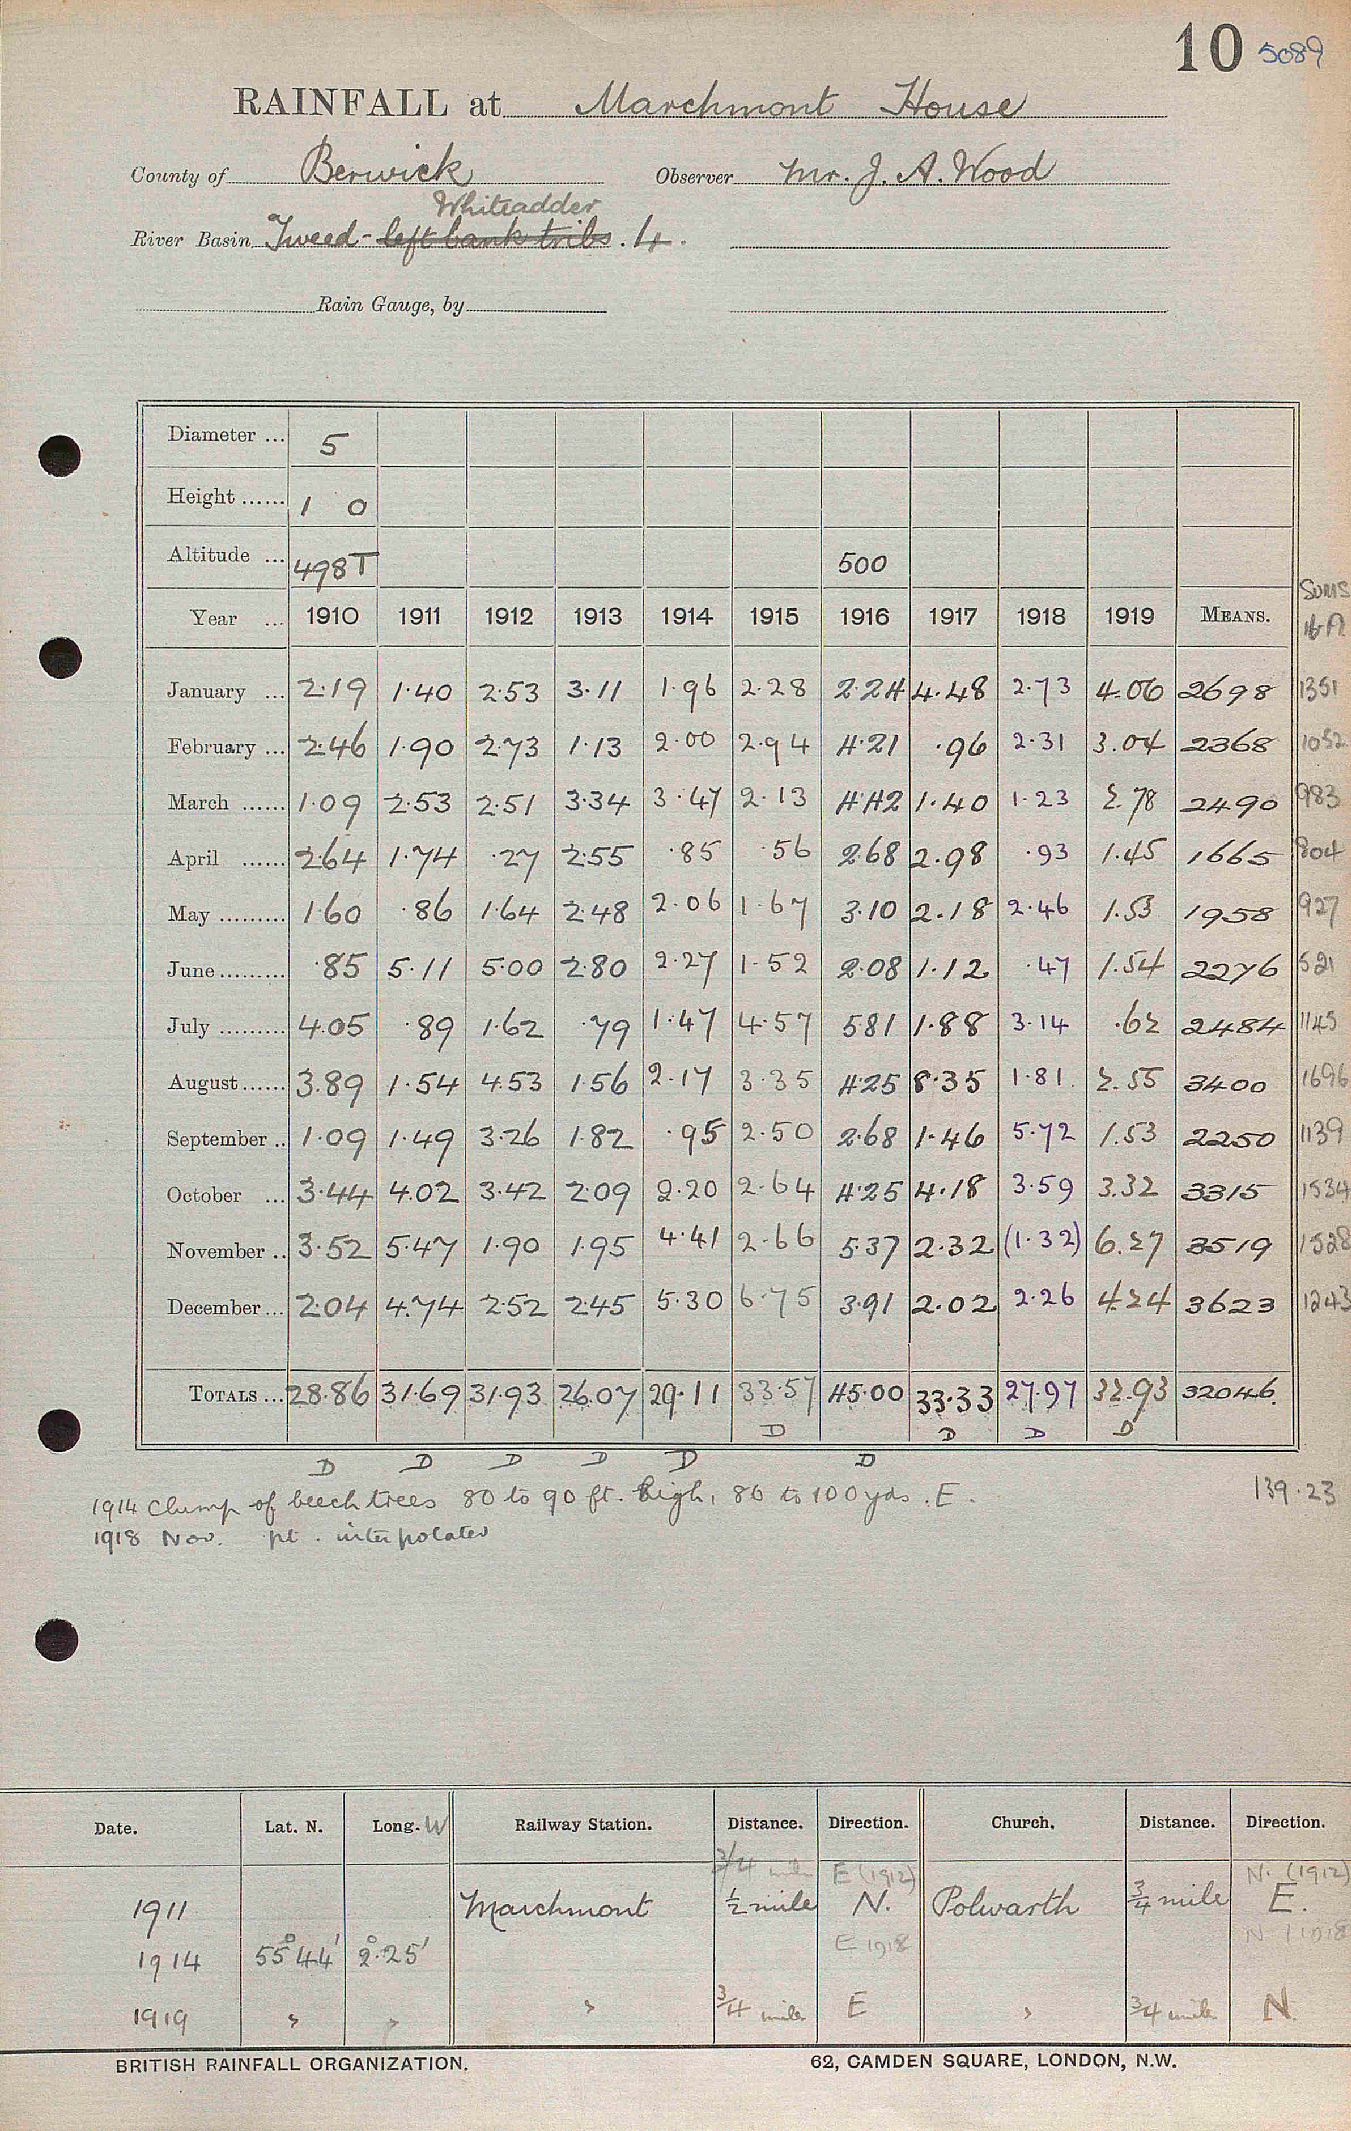 10 5089
RAINFALL at Marchmont House
County of Berwick Observer Mr. J. A. Wood
Whiteadder
River Basin Tweed - left bank tribs. 4.
Rain Gauge, by
Diameter ... 5
Height ...... 1 0
Altitude ... 498T 500
Sums
Year ... 1910 1911 1912 1913 1914 1915 1916 1917 1918 1919 MEANS.
January ... 2.19 1.40 2.53 3.11 1.96 2.28 2.24 4.48 2.73 4.06 2698 1351
February ... 2.46 1.90 2.73 1.13 2.00 2.94 4.21 .96 2.31 3.04 2368 1052
March ...... 1.09 2.53 2.51 3.34 3.47 2.13 4.42 1.40 1.23 2.78 2490 983
April ...... 2.64 1.74 .27 2.55 .85 .56 2.68 2.98 .93 1.45 1665 804
May ......... 1.60 .86 1.64 2.48 2.06 1.67 3.10 2.18 2.46 1.53 1958 927
June ......... .85 5.11 5.00 2.80 2.27 1.52 2.08 1.12 .47 1.54 2276 521
July ......... 4.05 .89 1.62 .79 1.47 4.57 5.81 1.88 3.14 .62 2484 1145
August ...... 3.89 1.54 4.53 1.56 2.17 3.35 4.25 8.35 1.81 2.55 3400 1696
September .. 1.09 1.49 3.26 1.82 .95 2.50 2.68 1.46 5.72 1.53 2250 1139
October ... 3.44 4.02 3.42 2.09 2.20 2.64 4.25 4.18 3.59 3.32 3315 1534
November .. 3.52 5.47 1.90 1.95 4.41 2.66 5.37 2.32 (1.32) 6.27 3519 1528
December ... 2.04 4.74 2.52 2.45 5.30 6.75 3.91 2.02 2.26 4.24 3623 1243
TOTALS ... 28.86 31.69 31.93 26.07 29.11 33.57 45.00 33.33 27.97 32.93 32046.
D D D D
D D D D D D
139.23
1914 Clump of beech trees 80 to 90 ft. high, 86 to 100 yds. E.
1918 Nov. pt. interpolated
Date. Lat. N. Long. W Railway Station. Distance. Direction. Church. Distance. Direction.
3/4 mile E (1912) N. (1912)
1911 Marchmont 1/2 mile N. Polwarth 3/4 mile E.
E 1918 N (1918
1914 55° 44' 2° 25'
1919 " " " 3/4 mile E " 3/4 mile N.
BRITISH RAINFALL ORGANIZATION. 62, CAMDEN SQUARE, LONDON, N.W.